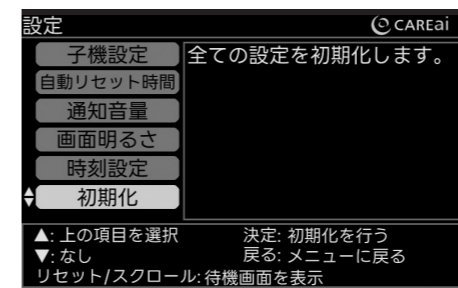 設定 CAREai
子機設定 全ての設定を初期化します。
自動リセット時間
通知音量
画面明るさ
時刻設定
初期化
▲: 上の項目を選択 決定: 初期化を行う
▼: なし 戻る: メニューに戻る
リセット/スクロール: 待機画面を表示